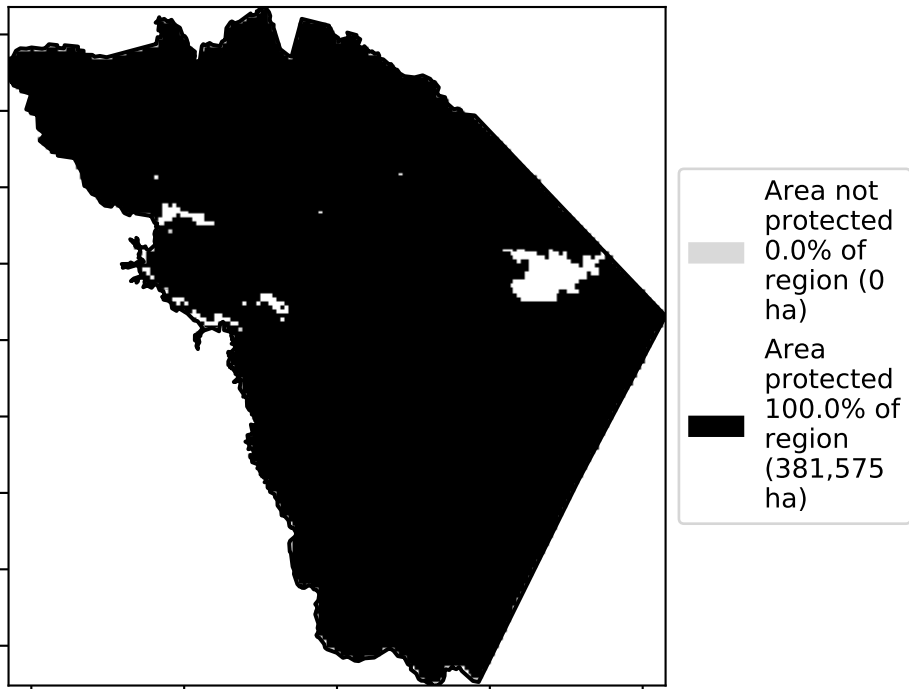 Area not
protected
0.0% of
region (0
ha)
Area
protected
100.0% of
region
(381,575
ha)